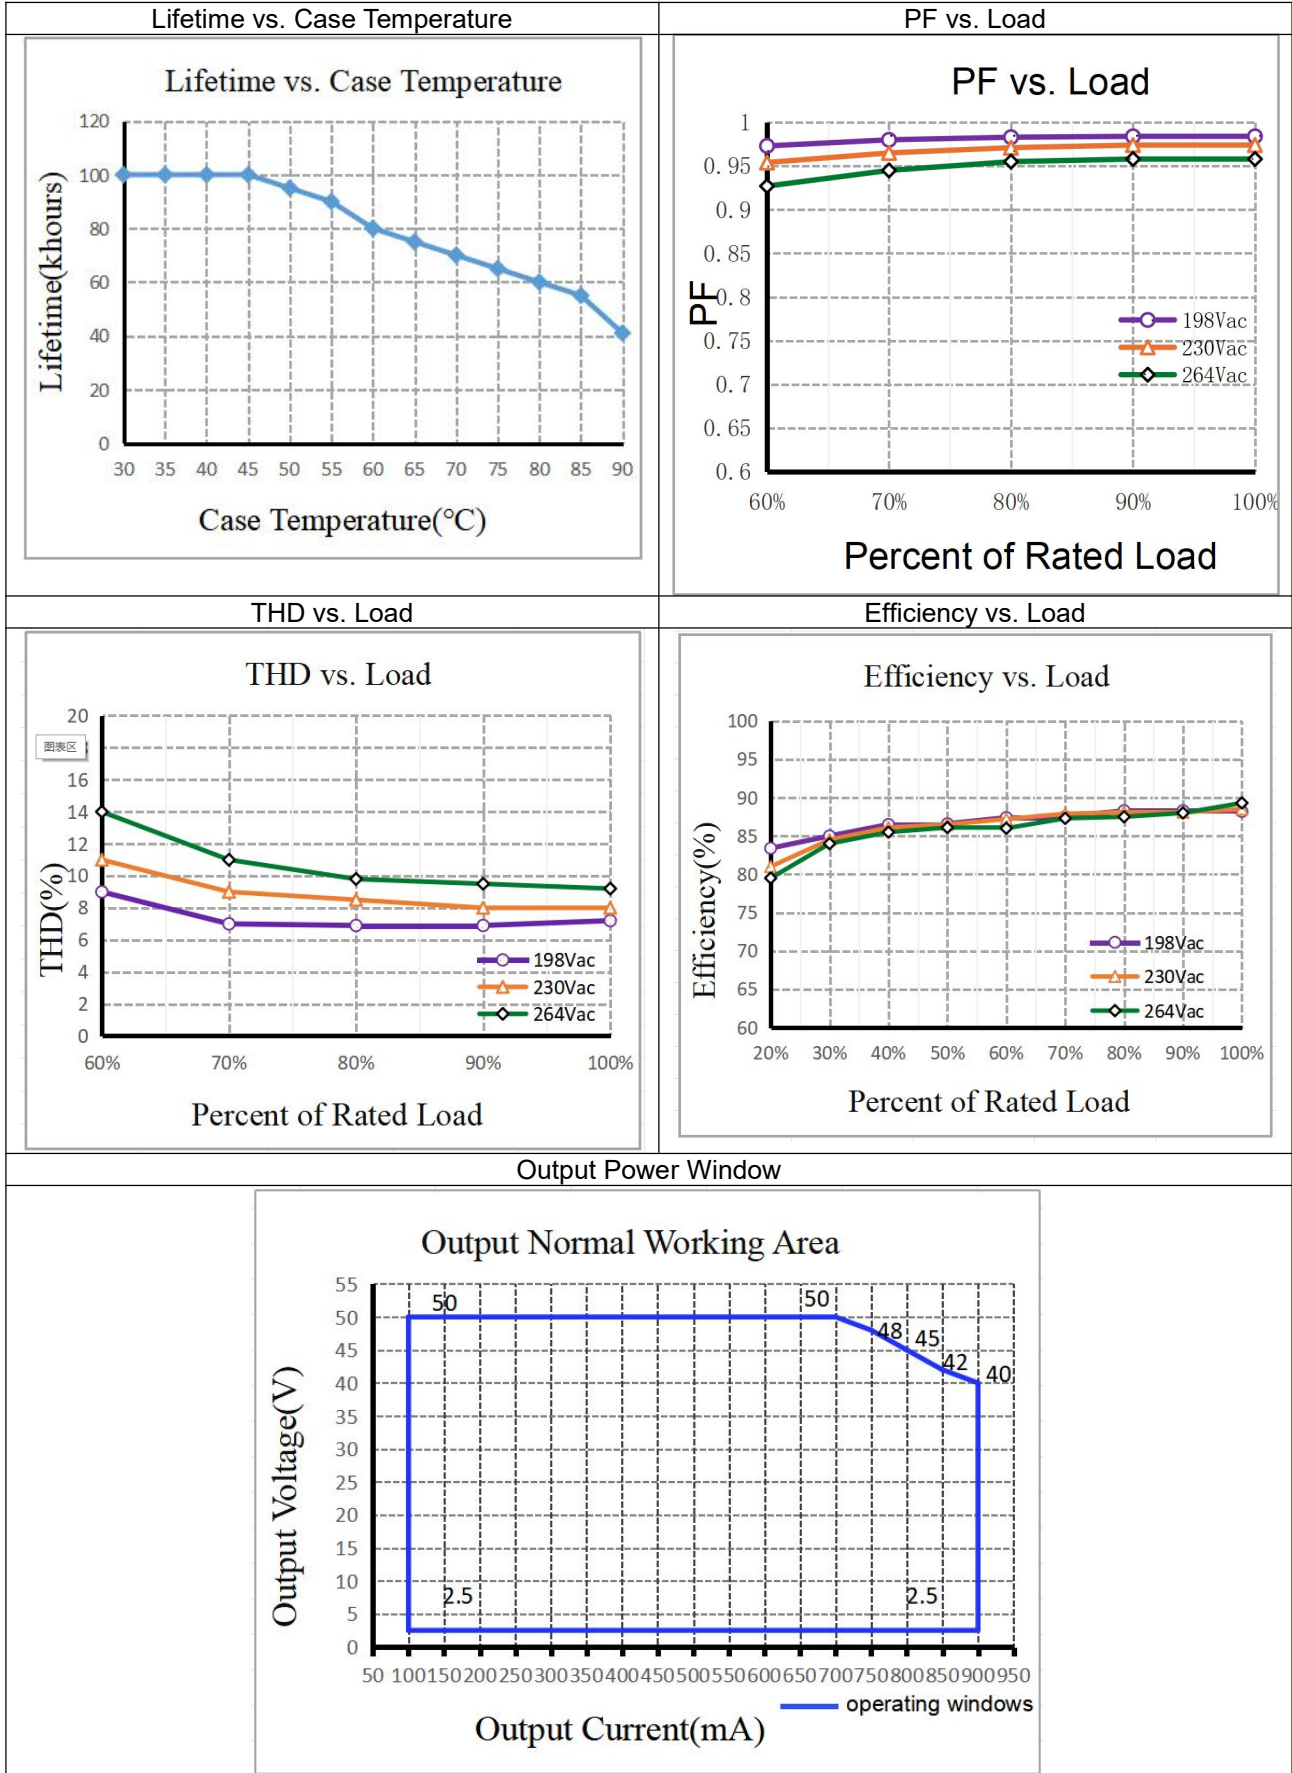 Lifetime vs. Case Temperature
PF vs. Load
Lifetime vs. Case Temperature
120
100
80
60
40
20
0
Lifetime(khours)
30 35 40 45 50 55 60 65 70 75 80 85 90
Case Temperature(°C)
PF vs. Load
1
0.95
0.9
0.85
0.8
0.75
0.7
0.65
0.6
PF
198Vac
230Vac
264Vac
60% 70% 80% 90% 100%
Percent of Rated Load
THD vs. Load
Efficiency vs. Load
THD vs. Load
20
图表区
16
14
12
10
8
6
4
2
0
THD(%)
198Vac
230Vac
264Vac
60% 70% 80% 90% 100%
Percent of Rated Load
Efficiency vs. Load
100
95
90
85
80
75
70
65
60
Efficiency(%)
198Vac
230Vac
264Vac
20% 30% 40% 50% 60% 70% 80% 90% 100%
Percent of Rated Load
Output Power Window
Output Normal Working Area
55
50
45
40
35
30
25
20
15
10
5
0
Output Voltage(V)
50
50
48
45
42
40
2.5
2.5
50 100 150 200 250 300 350 400 450 500 550 600 650 700 750 800 850 900 950
operating windows
Output Current(mA)